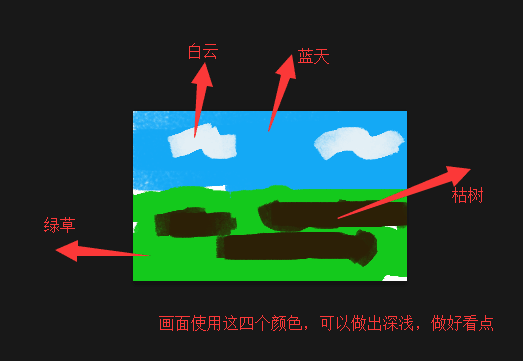 白云
蓝天
枯树
绿草
画面使用这四个颜色，可以做出深浅，做好看点